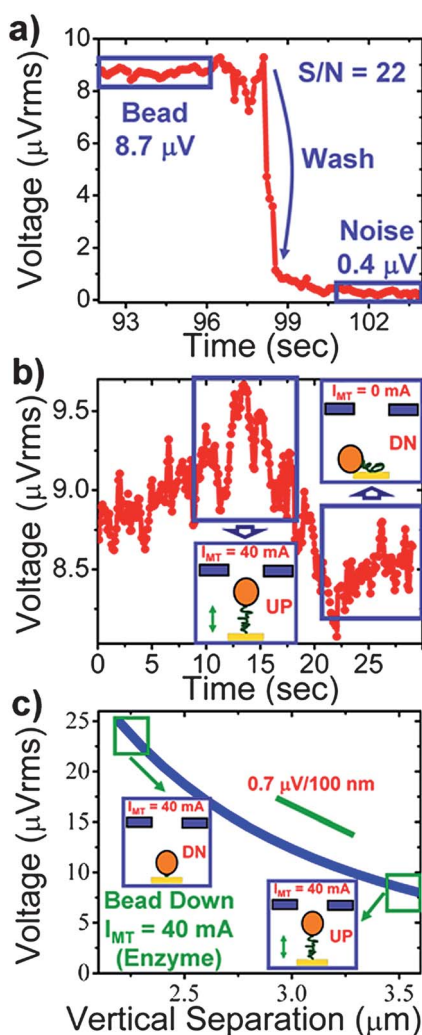 a)
10
8
6
4
2
0
Voltage (μVrms)
S/N = 22
Bead
8.7 μV
Wash
Noise
0.4 μV
93 96 99 102
Time (sec)
b)
9.5
9.0
8.5
Voltage (μVrms)
I_MT = 0 mA
DN
I_MT = 40 mA
UP
0 5 10 15 20 25
Time (sec)
c)
25
20
15
10
5
0
Voltage (μVrms)
0.7 μV/100 nm
I_MT = 40 mA
DN
Bead Down
I_MT = 40 mA
(Enzyme)
I_MT = 40 mA
UP
2.5 3.0 3.5
Vertical Separation (μm)